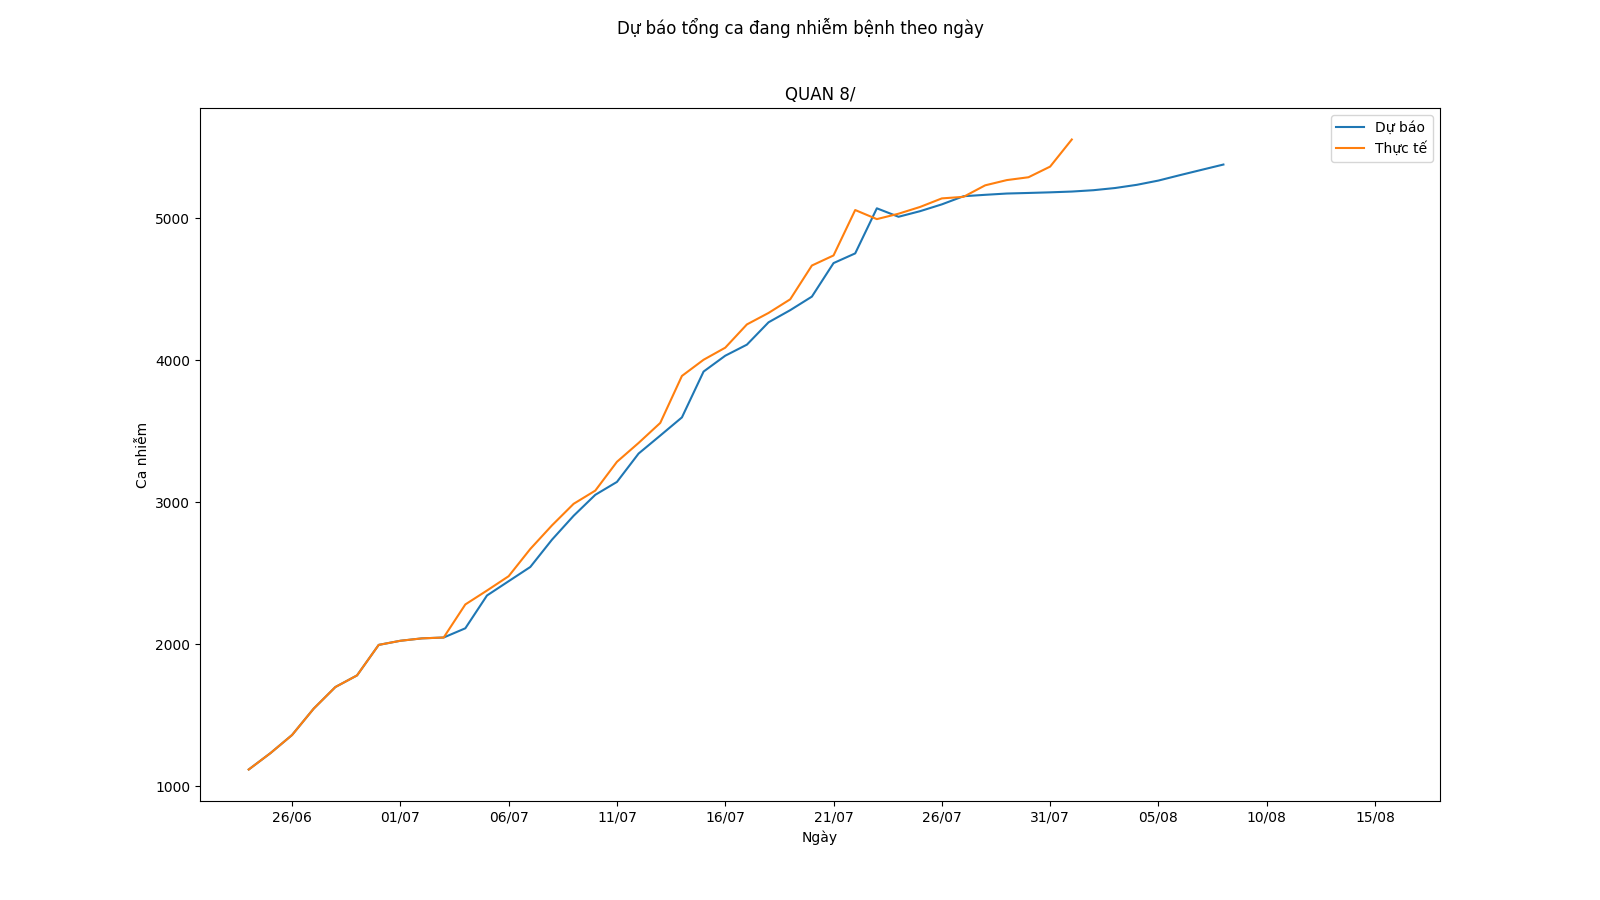 Dự báo tổng ca đang nhiễm bệnh theo ngày
QUAN 8/
Dự báo
Thực tế
Ca nhiễm
5000
4000
3000
2000
1000
26/06 01/07 06/07 11/07 16/07 21/07 26/07 31/07 05/08 10/08 15/08
Ngày